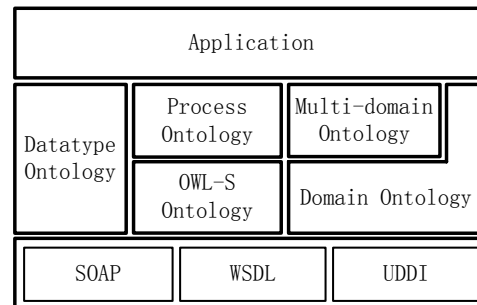 Application
Datatype
Ontology
Process
Ontology
Multi-domain
Ontology
OWL-S
Ontology
Domain Ontology
SOAP
WSDL
UDDI